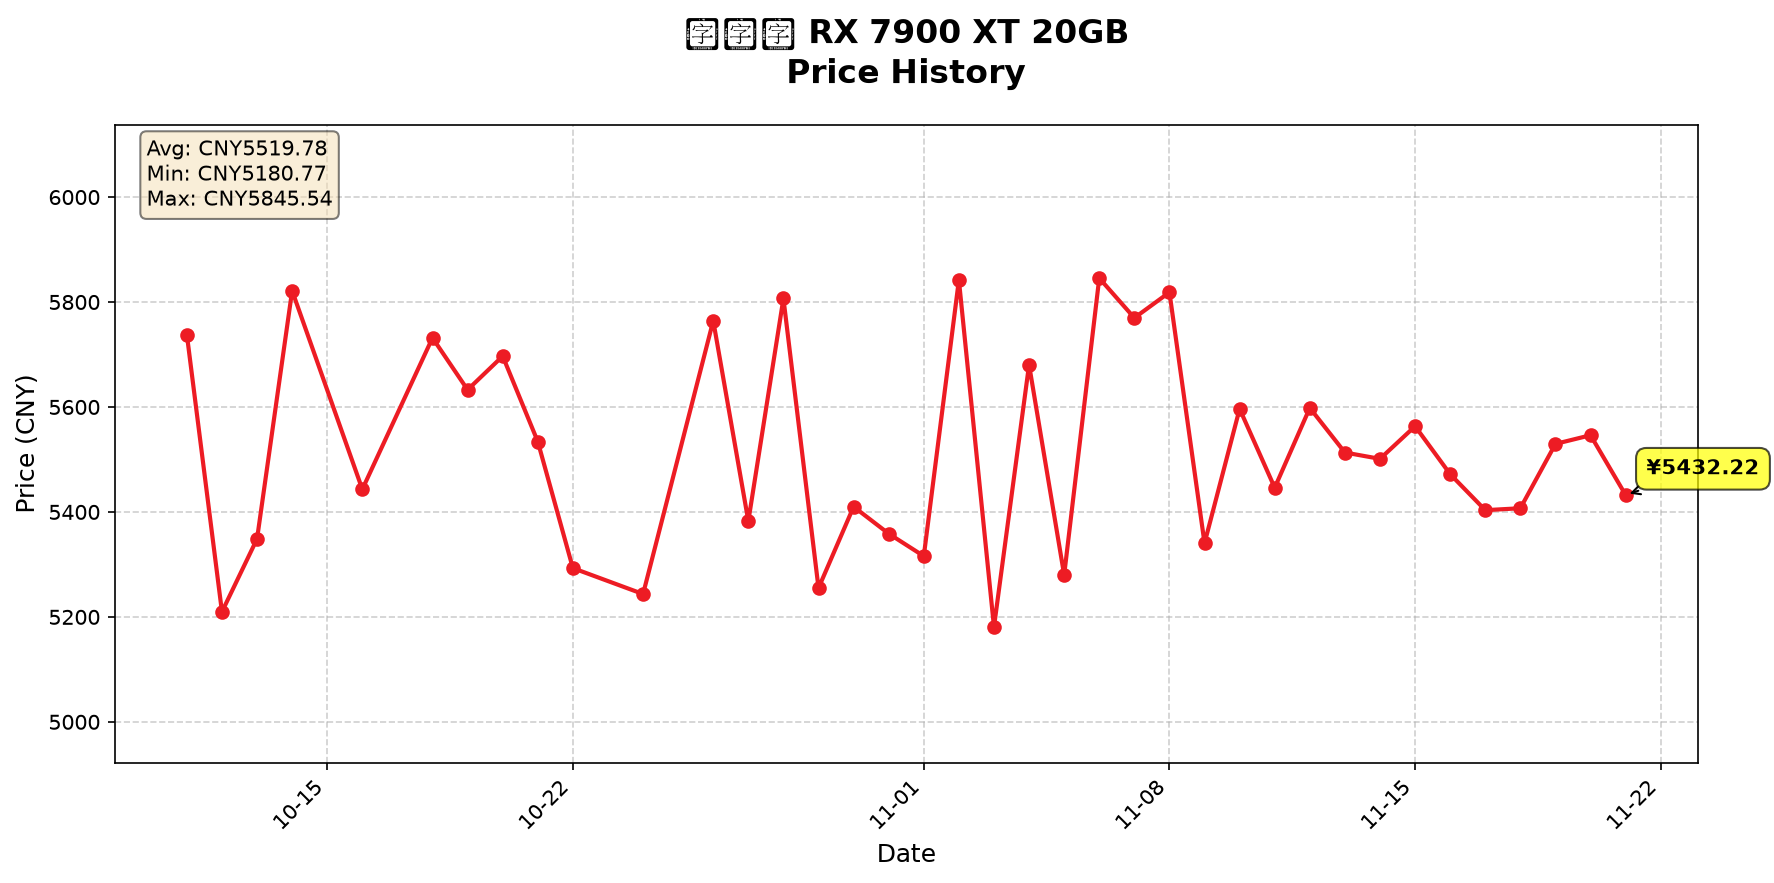 RX 7900 XT 20GB
Price History
Avg: CNY5519.78
Min: CNY5180.77
Max: CNY5845.54
Price (CNY)
6000
5800
5600
5400
5200
5000
¥5432.22
10-15
10-22
11-01
11-08
11-15
11-22
Date